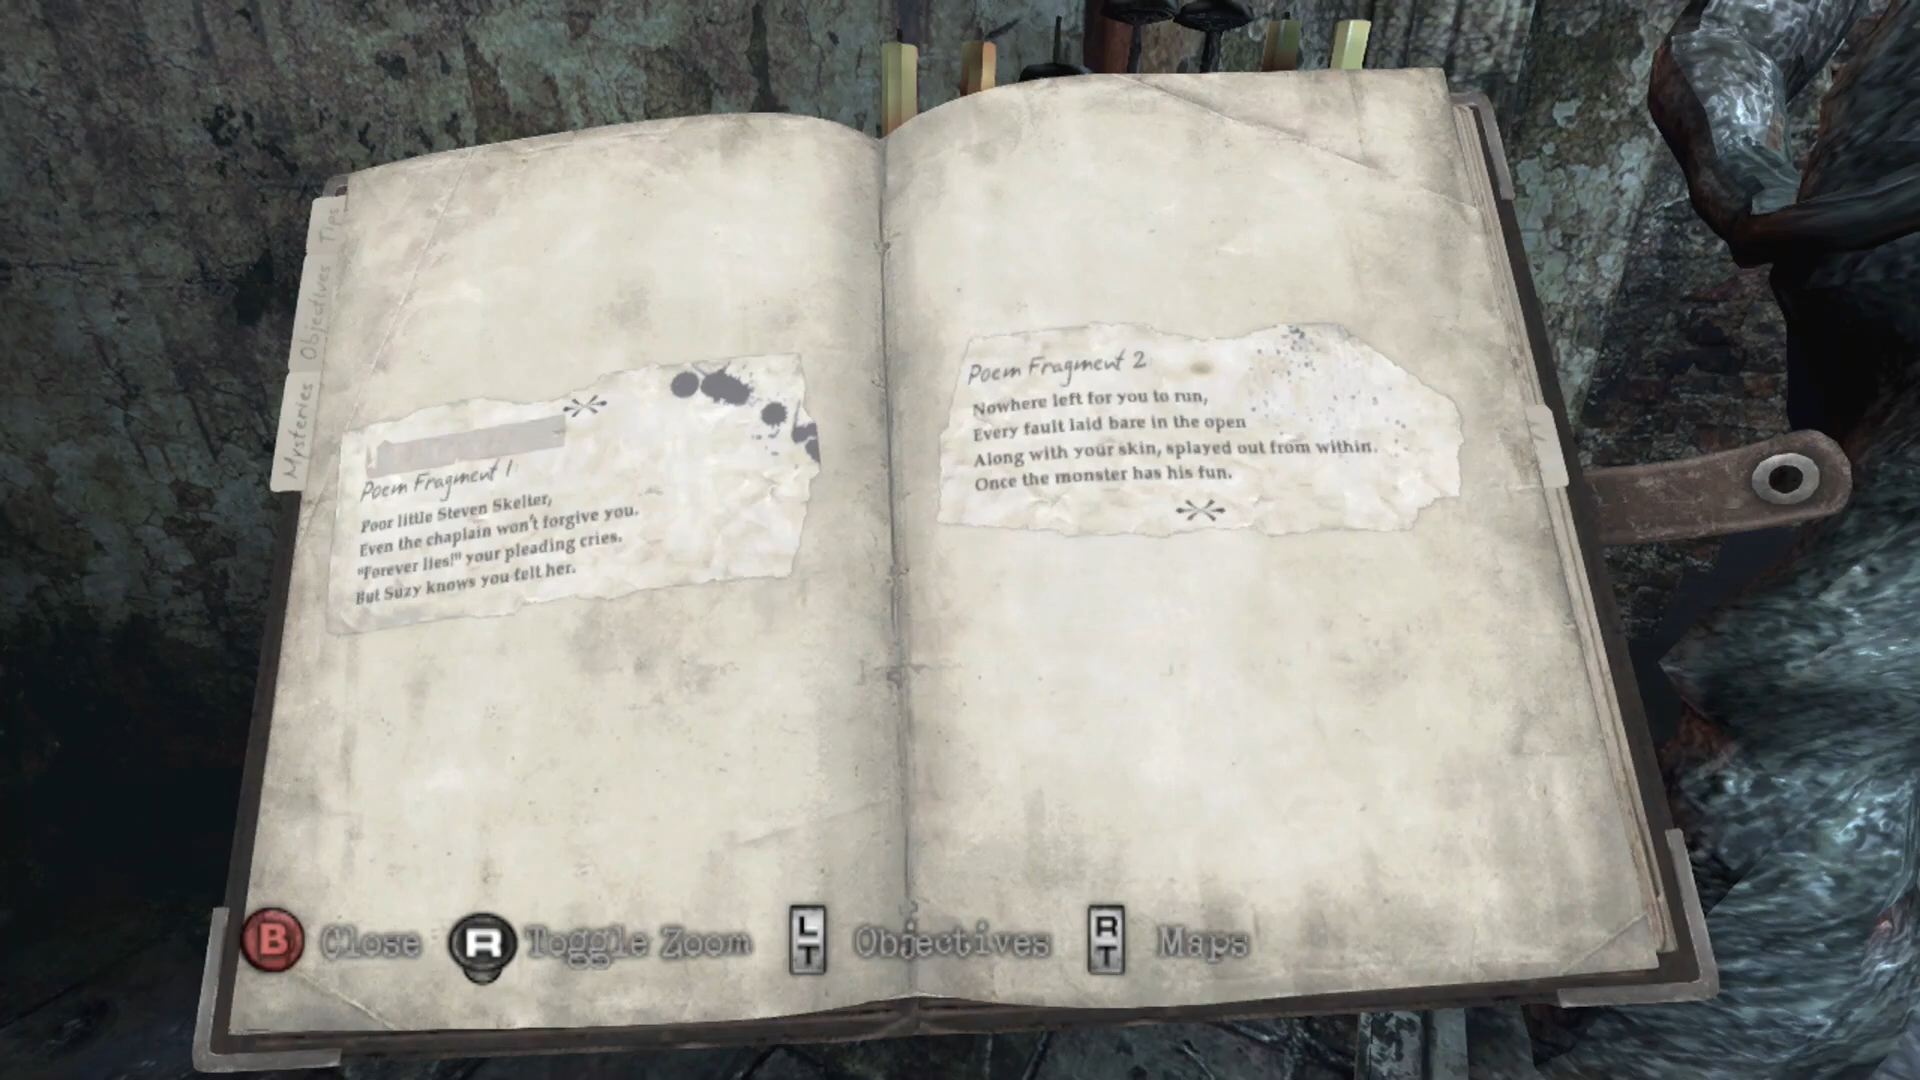 Tips
Objectives
Mysteries
Poem Fragment 1
Poor little Steven Skelter,
Even the chaplain won't forgive you.
"Forever lies!" your pleading cries.
But Suzy knows you felt her.
Poem Fragment 2
Nowhere left for you to run,
Every fault laid bare in the open
Along with your skin, splayed out from within.
Once the monster has his fun.
B Close R Toggle Zoom LT Objectives RT Maps